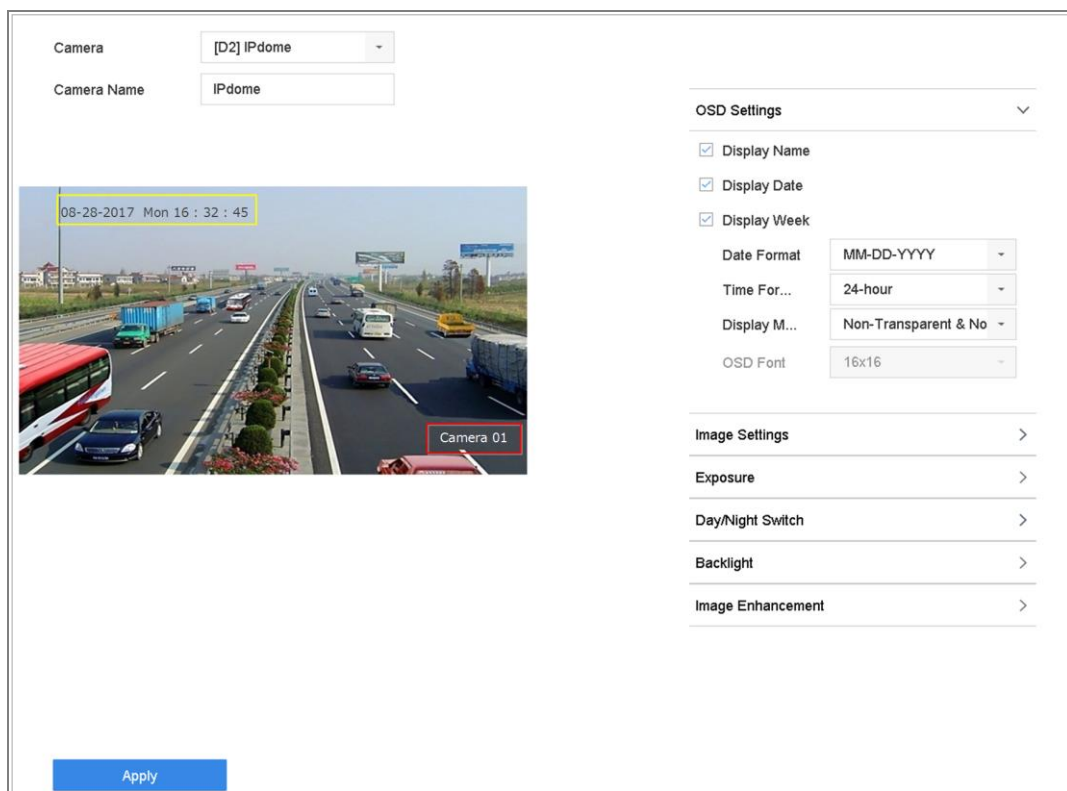 Camera [D2] IPdome
Camera Name IPdome
08-28-2017 Mon 16 : 32 : 45
Camera 01
OSD Settings
Display Name
Display Date
Display Week
Date Format MM-DD-YYYY
Time For... 24-hour
Display M... Non-Transparent & No
OSD Font 16x16
Image Settings
Exposure
Day/Night Switch
Backlight
Image Enhancement
Apply